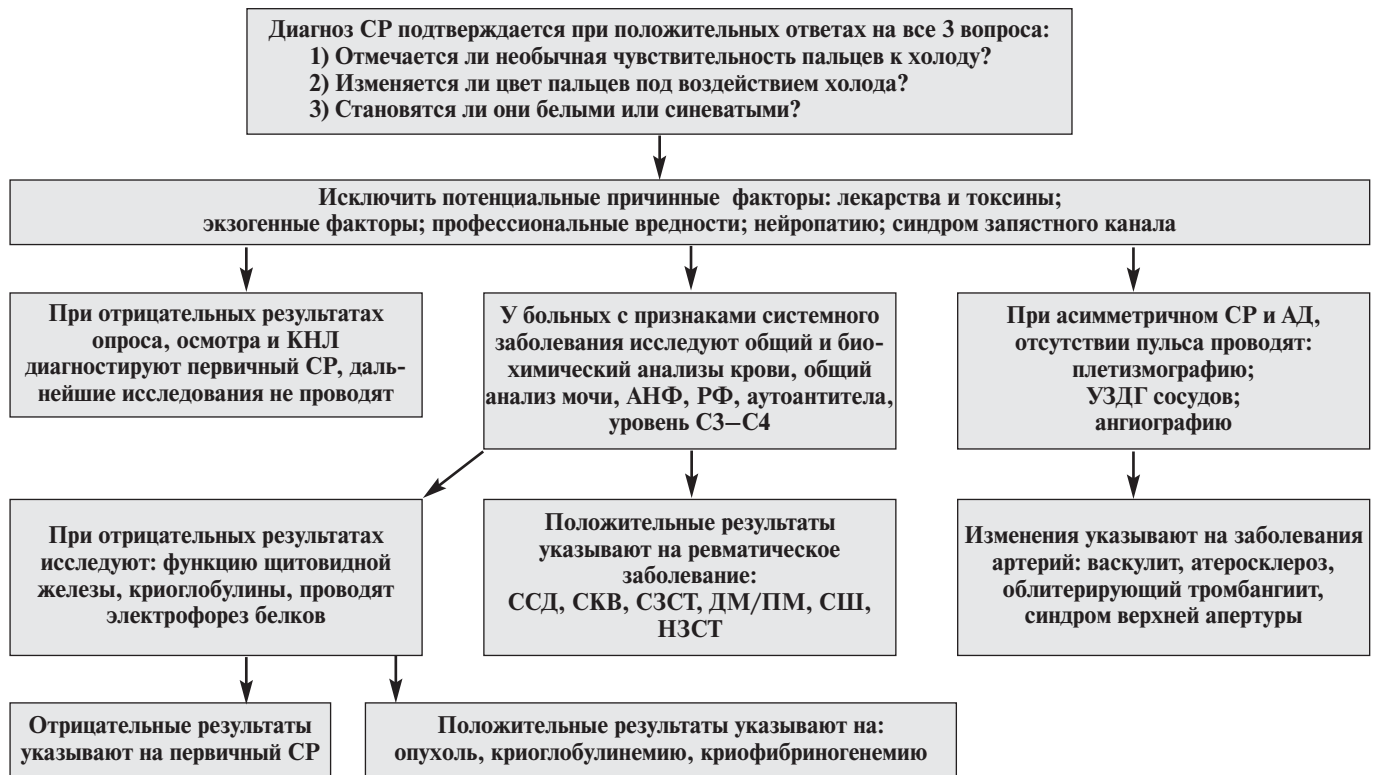 Диагноз СР подтверждается при положительных ответах на все 3 вопроса:
1) Отмечается ли необычная чувствительность пальцев к холоду?
2) Изменяется ли цвет пальцев под воздействием холода?
3) Становятся ли они белыми или синеватыми?
Исключить потенциальные причинные факторы: лекарства и токсины;
экзогенные факторы; профессиональные вредности; нейропатию; синдром запястного канала
При отрицательных результатах
опроса, осмотра и КНЛ
диагностируют первичный СР, даль-
нейшие исследования не проводят
У больных с признаками системного
заболевания исследуют общий и био-
химический анализы крови, общий
анализ мочи, АНФ, РФ, аутоантитела,
уровень С3–С4
При асимметричном СР и АД,
отсутствии пульса проводят:
плетизмографию;
УЗДГ сосудов;
ангиографию
При отрицательных результатах
исследуют: функцию щитовидной
железы, криоглобулины, проводят
электрофорез белков
Положительные результаты
указывают на ревматическое
заболевание:
ССД, СКВ, СЗСТ, ДМ/ПМ, СШ,
НЗСТ
Изменения указывают на заболевания
артерий: васкулит, атеросклероз,
облитерирующий тромбангиит,
синдром верхней апертуры
Отрицательные результаты
указывают на первичный СР
Положительные результаты указывают на:
опухоль, криоглобулинемию, криофибриногенемию